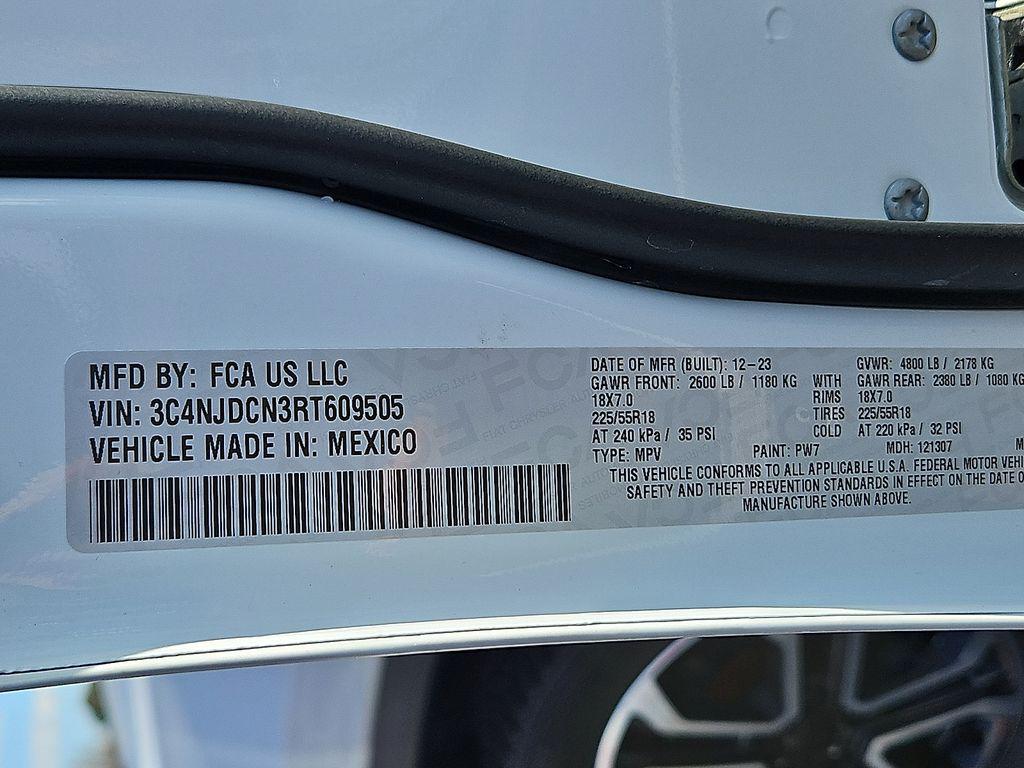 MFD BY: FCA US LLC
VIN: 3C4NJDCN3RT609505
VEHICLE MADE IN: MEXICO
DATE OF MFR (BUILT): 12-23 GVWR: 4800 LB / 2178 KG
GAWR FRONT: 2600 LB / 1180 KG WITH GAWR REAR: 2380 LB / 1080 KG
18X7.0 RIMS 18X7.0
225/55R18 TIRES 225/55R18
AT 240 kPa / 35 PSI COLD AT 220 kPa / 32 PSI
TYPE: MPV PAINT: PW7 MDH: 121307 M
THIS VEHICLE CONFORMS TO ALL APPLICABLE U.S.A. FEDERAL MOTOR
SAFETY AND THEFT PREVENTION STANDARDS IN EFFECT ON THE DATE O
MANUFACTURE SHOWN ABOVE.